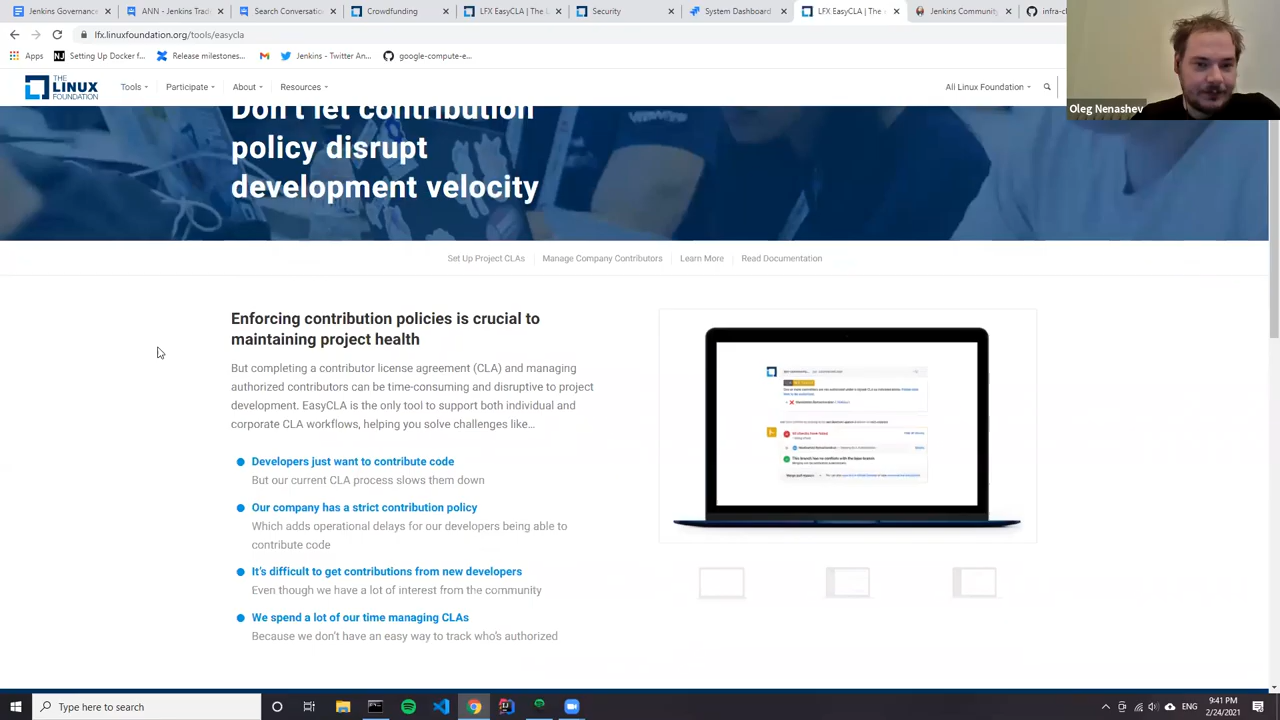 Jenkins Governance
ANN - Jenkins Trad
Search Conversatio
Crowdfunding
LFX EasyCLA | The L
Security
System Dashboard
LFX EasyCLA | The
Jenkins Community
infra-c
lfx.linuxfoundation.org/tools/easycla
Apps
Setting Up Docker f...
Release milestones...
Jenkins - Twitter An...
google-compute-e...
THE LINUX FOUNDATION
Tools
Participate
About
Resources
All Linux Foundation
Oleg Nenashev
Don't let contribution
policy disrupt
development velocity
Set Up Project CLAs
Manage Company Contributors
Learn More
Read Documentation
Enforcing contribution policies is crucial to
maintaining project health
But completing a contributor license agreement (CLA) and managing
authorized contributors can be time-consuming and disruptive to project
development. EasyCLA is the only tool to support both individual and
corporate CLA workflows, helping you solve challenges like...
Developers just want to contribute code
But our current CLA process slows them down
Our company has a strict contribution policy
Which adds operational delays for our developers being able to
contribute code
It's difficult to get contributions from new developers
Even though we have a lot of interest from the community
We spend a lot of our time managing CLAs
Because we don't have an easy way to track who's authorized
Type here to search
ENG
9:41 PM
2/24/2021